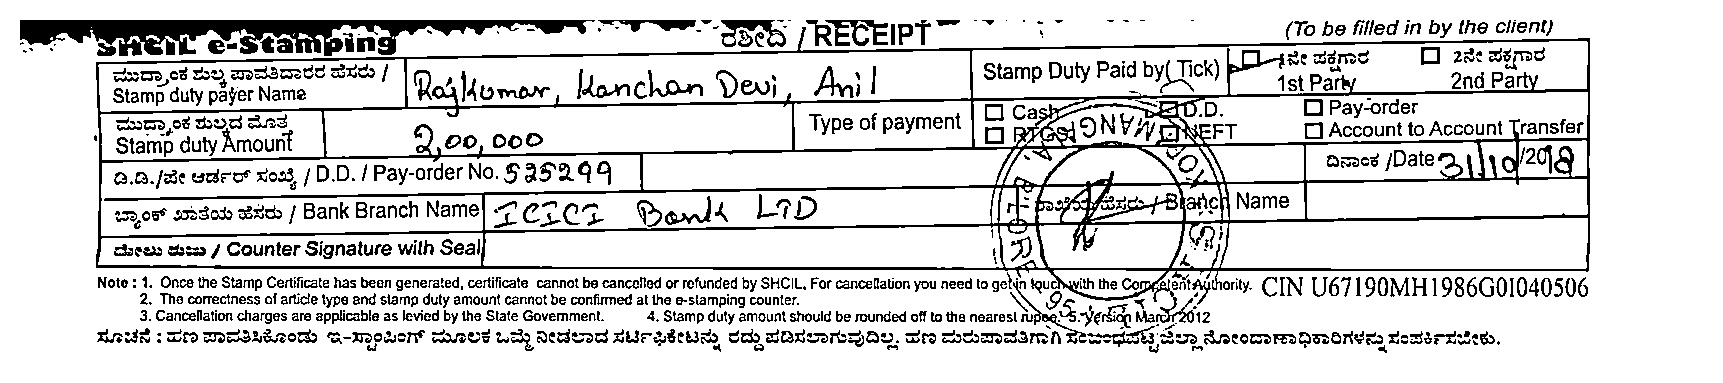 SHCIL e-Stamping ರಶೀದಿ / RECEIPT (To be filled in by the client)
ಮುದ್ರಾಂಕ ಶುಲ್ಕ ಪಾವತಿದಾರರ ಹೆಸರು / Stamp duty payer Name Rajkumar, Kanchan Devi, Anil
Stamp Duty Paid by( Tick) 1ನೇ ಪಕ್ಷಗಾರ 1st Party 2ನೇ ಪಕ್ಷಗಾರ 2nd Party
ಮುದ್ರಾಂಕ ಶುಲ್ಕದ ಮೊತ್ತ Stamp duty Amount 2,00,000
Type of payment Cash D.D. Pay-order
RTGS NEFT Account to Account Transfer
ಡಿ.ಡಿ./ಪೇ ಆರ್ಡರ್ ಸಂಖ್ಯೆ / D.D. / Pay-order No. 525299 ದಿನಾಂಕ /Date 31/10/2018
ಬ್ಯಾಂಕ್ ಖಾತೆಯ ಹೆಸರು / Bank Branch Name ICICI Bank LTD ಶಾಖೆಯ ಹೆಸರು / Branch Name
ಮೇಲು ರುಜು / Counter Signature with Seal
Note : 1. Once the Stamp Certificate has been generated, certificate cannot be cancelled or refunded by SHCIL. For cancellation you need to get in touch with the Competent Authority. CIN U67190MH1986GO1040506
2. The correctness of article type and stamp duty amount cannot be confirmed at the e-stamping counter.
3. Cancellation charges are applicable as levied by the State Government. 4. Stamp duty amount should be rounded off to the nearest rupee. 5. Version March 2012
ಸೂಚನೆ : ಹಣ ಪಾವತಿಸಿಕೊಂಡು ಇ-ಸ್ಟಾಂಪಿಂಗ್ ಮೂಲಕ ಒಮ್ಮೆ ನೀಡಲಾದ ಸರ್ಟಿಫಿಕೇಟನ್ನು ರದ್ದು ಪಡಿಸಲಾಗುವುದಿಲ್ಲ. ಹಣ ಮರುಪಾವತಿಗಾಗಿ ಸಂಬಂಧಪಟ್ಟ ಜಿಲ್ಲಾ ನೋಂದಾಣಾಧಿಕಾರಿಗಳನ್ನು ಸಂಪರ್ಕಿಸಬೇಕು.